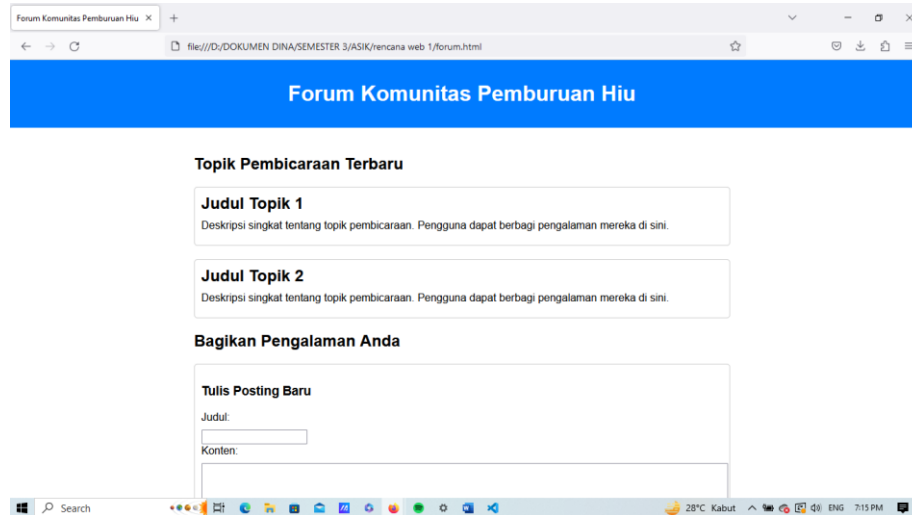 Forum Komunitas Pemburuan Hiu
file:///D:/DOKUMEN DINA/SEMESTER 3/ASIK/rencana web 1/forum.html
Forum Komunitas Pemburuan Hiu
Topik Pembicaraan Terbaru
Judul Topik 1
Deskripsi singkat tentang topik pembicaraan. Pengguna dapat berbagi pengalaman mereka di sini.
Judul Topik 2
Deskripsi singkat tentang topik pembicaraan. Pengguna dapat berbagi pengalaman mereka di sini.
Bagikan Pengalaman Anda
Tulis Posting Baru
Judul:
Konten:
Search 28°C Kabut ENG 7:15 PM